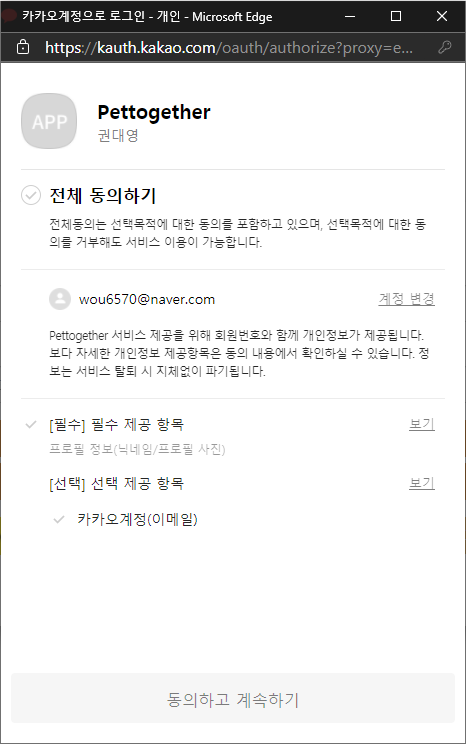 카카오계정으로 로그인 - 개인 - Microsoft Edge
https://kauth.kakao.com/oauth/authorize?proxy=e...
APP
Pettogether
권대영
전체 동의하기
전체동의는 선택목적에 대한 동의를 포함하고 있으며, 선택목적에 대한 동
의를 거부해도 서비스 이용이 가능합니다.
wou6570@naver.com 계정 변경
Pettogether 서비스 제공을 위해 회원번호와 함께 개인정보가 제공됩니다.
보다 자세한 개인정보 제공항목은 동의 내용에서 확인하실 수 있습니다. 정
보는 서비스 탈퇴 시 지체없이 파기됩니다.
[필수] 필수 제공 항목 보기
프로필 정보(닉네임/프로필 사진)
[선택] 선택 제공 항목 보기
카카오계정(이메일)
동의하고 계속하기